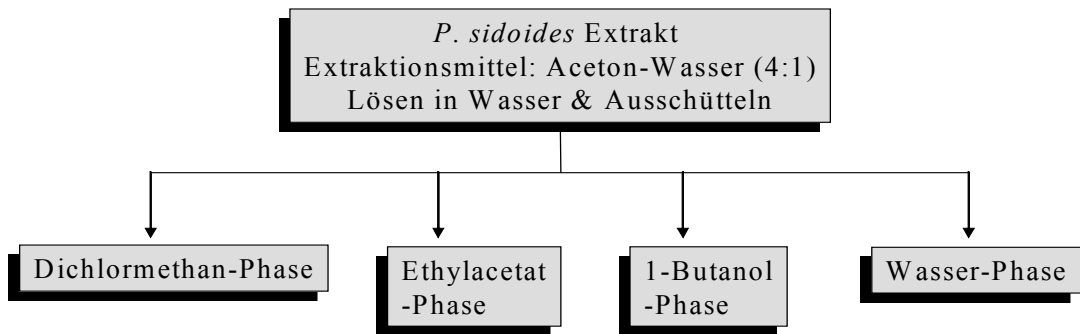 P. sidoides Extrakt
Extraktionsmittel: Aceton-Wasser (4:1)
Lösen in Wasser & Ausschütteln
Dichlormethan-Phase
Ethylacetat
-Phase
1-Butanol
-Phase
Wasser-Phase